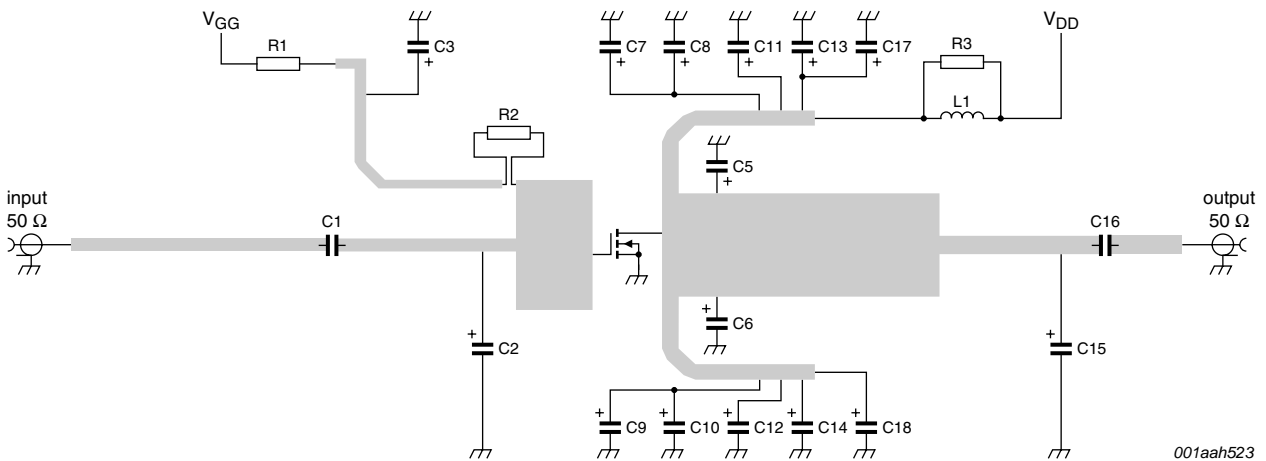 VGG
R1
C3
C7
C8
C11
C13
C17
R3
VDD
L1
R2
C5
input
50 Ω
C1
C16
output
50 Ω
C2
C6
C15
C9
C10
C12
C14
C18
001aah523